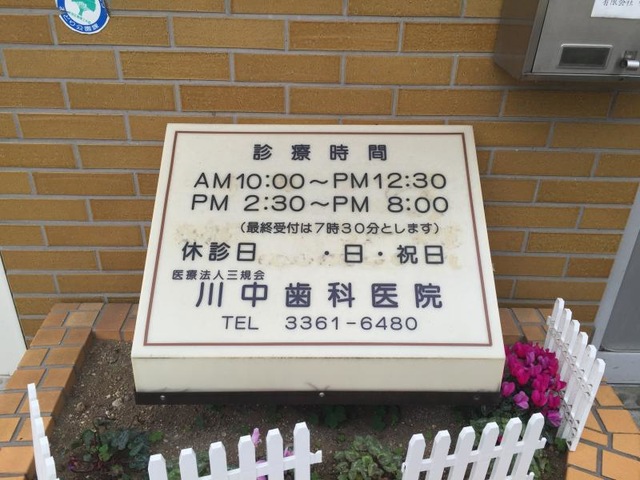 診療時間
AM10:00～PM12:30
PM 2:30～PM 8:00
(最終受付は7時30分とします)
休診日 ・日・祝日
医療法人三規会
川中歯科医院
TEL 3361-6480